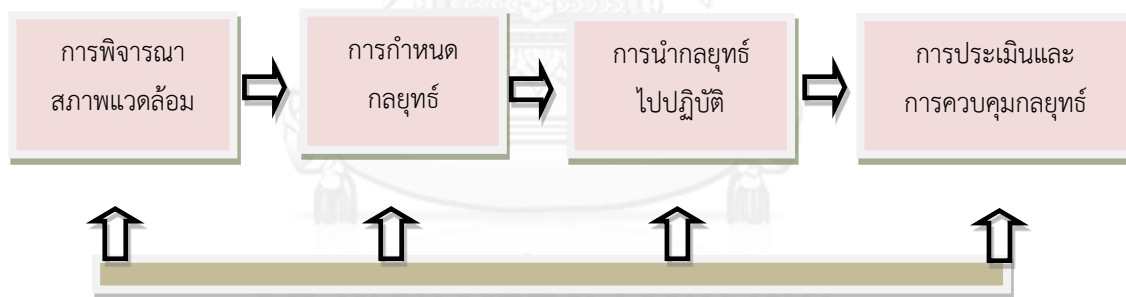 การพิจารณา
สภาพแวดล้อม
การกำหนด
กลยุทธ์
การนำกลยุทธ์
ไปปฏิบัติ
การประเมินและ
การควบคุมกลยุทธ์